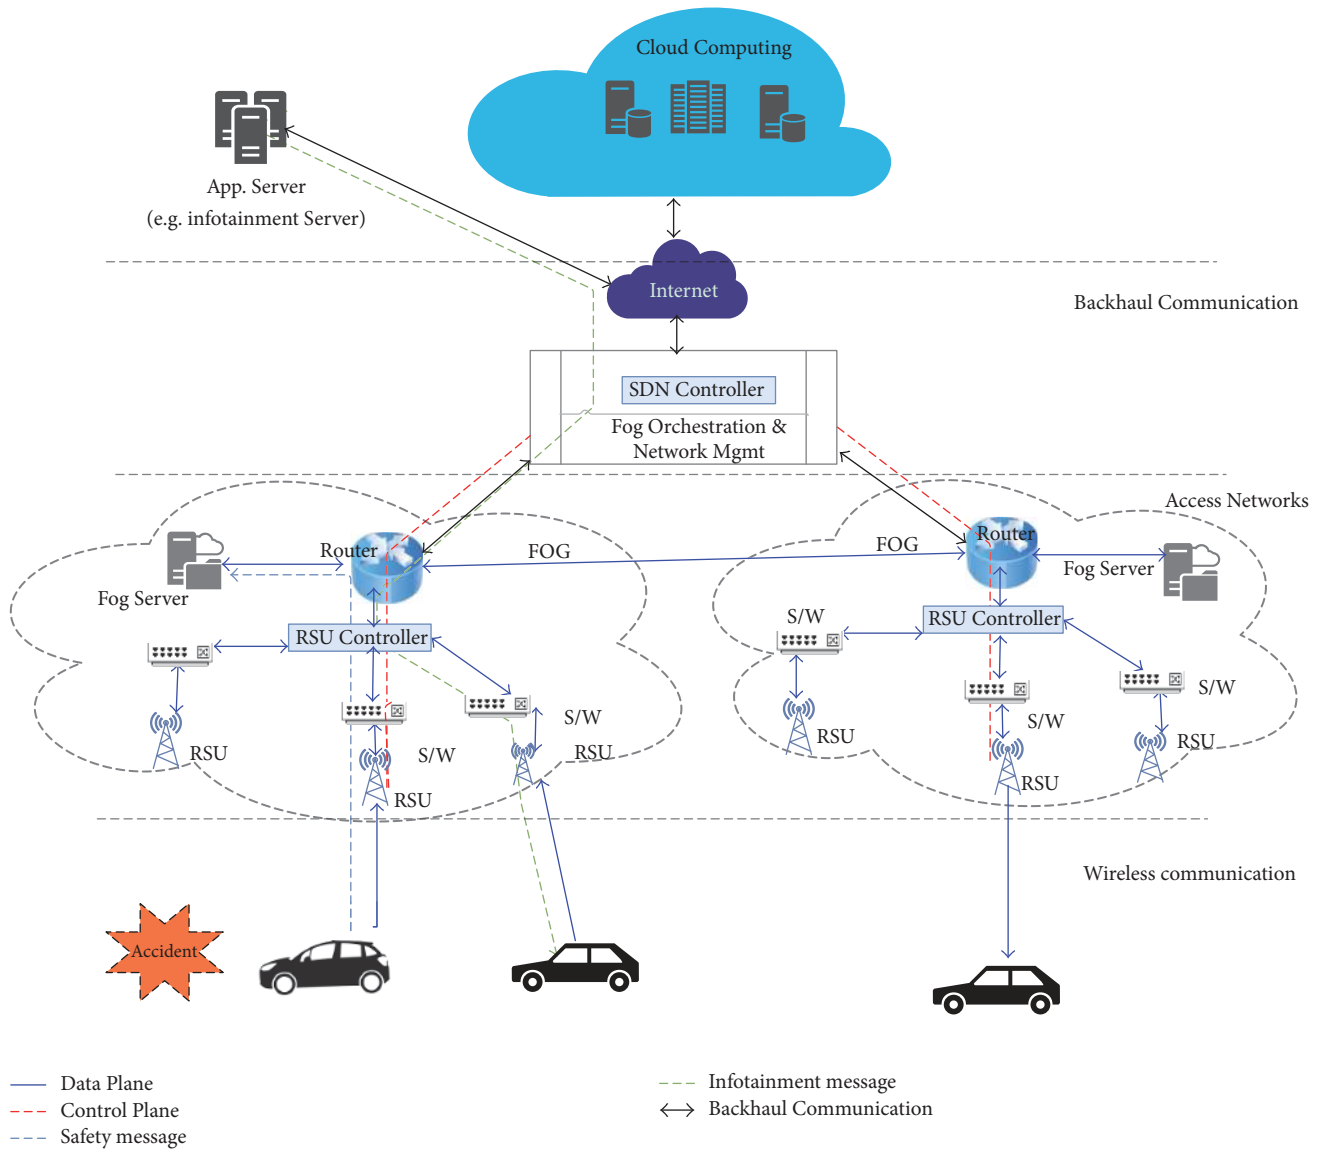 Cloud Computing
App. Server
(e.g. infotainment Server)
Internet
Backhaul Communication
SDN Controller
Fog Orchestration &
Network Mgmt
Access Networks
Router
FOG
FOG
Router
Fog Server
Fog Server
RSU Controller
S/W
RSU Controller
S/W
S/W
S/W
S/W
RSU
RSU
RSU
RSU
RSU
RSU
Wireless communication
Accident
Data Plane
Control Plane
Safety message
Infotainment message
Backhaul Communication